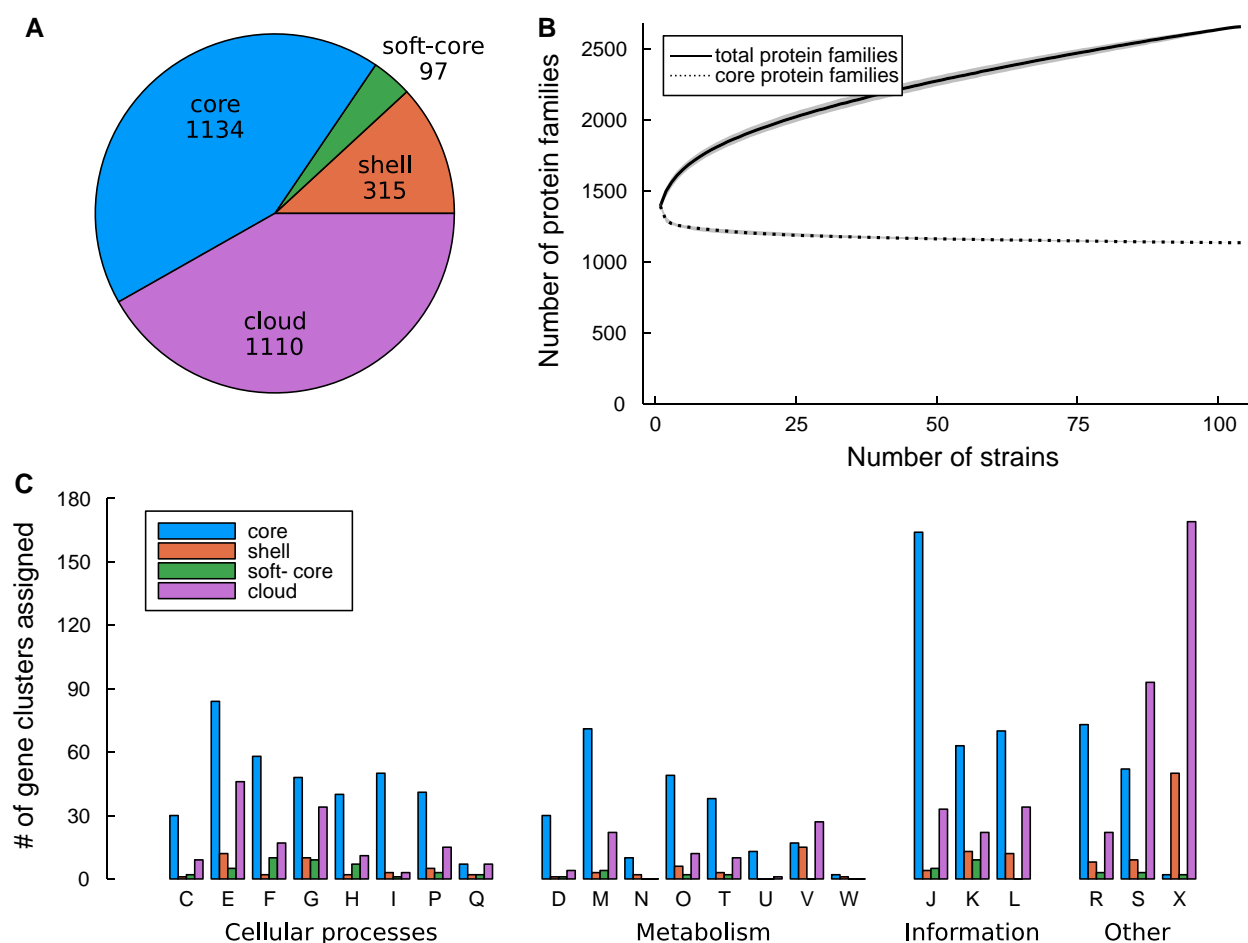 A
soft-core
97
core
1134
shell
315
cloud
1110
B
Number of protein families
2500
2000
1500
1000
500
0
total protein families
core protein families
0 25 50 75 100
Number of strains
C
# of gene clusters assigned
180
150
120
90
60
30
0
core
shell
soft- core
cloud
C E F G H I P Q D M N O T U V W J K L R S X
Cellular processes Metabolism Information Other